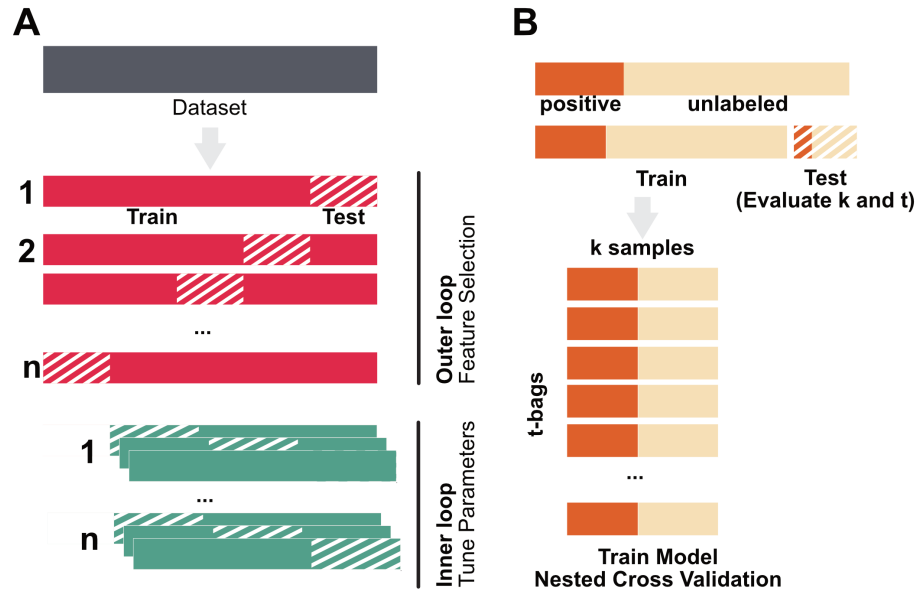 A
Dataset
1
Train
Test
2
...
n
Outer loop
Feature Selection
1
...
n
Inner loop
Tune Parameters
B
positive
unlabeled
Train
Test
(Evaluate k and t)
k samples
t-bags
...
Train Model
Nested Cross Validation